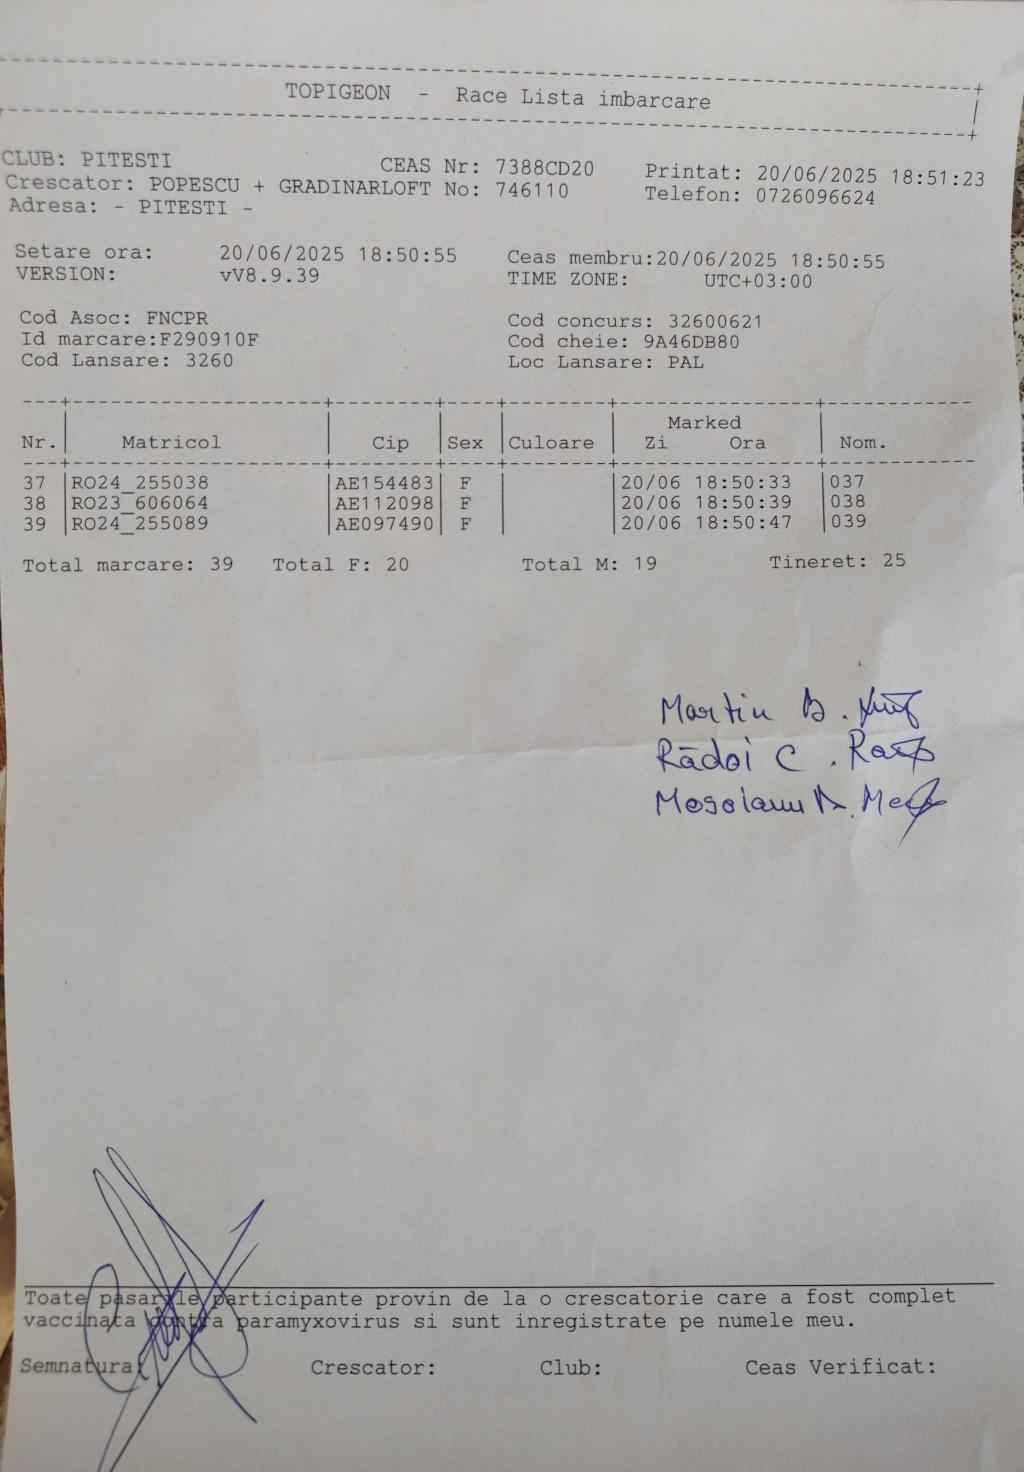 TOPIGEON - Race Lista imbarcare
CLUB: PITESTI CEAS Nr: 7388CD20 Printat: 20/06/2025 18:51:23
Crescator: POPESCU + GRADINARLOFT No: 746110 Telefon: 0726096624
Adresa: - PITESTI -
Setare ora: 20/06/2025 18:50:55 Ceas membru:20/06/2025 18:50:55
VERSION: vV8.9.39 TIME ZONE: UTC+03:00
Cod Asoc: FNCPR Cod concurs: 32600621
Id marcare:F290910F Cod cheie: 9A46DB80
Cod Lansare: 3260 Loc Lansare: PAL
Marked
Nr. Matricol Cip Sex Culoare Zi Ora Nom.
37 RO24_255038 AE154483 F 20/06 18:50:33 037
38 RO23_606064 AE112098 F 20/06 18:50:39 038
39 RO24_255089 AE097490 F 20/06 18:50:47 039
Total marcare: 39 Total F: 20 Total M: 19 Tineret: 25
Martin B.
Rădoi C.
Mosoianu
Toate pasarile participante provin de la o crescatorie care a fost complet
vaccinata contra paramyxovirus si sunt inregistrate pe numele meu.
Semnatura: Crescator: Club: Ceas Verificat: